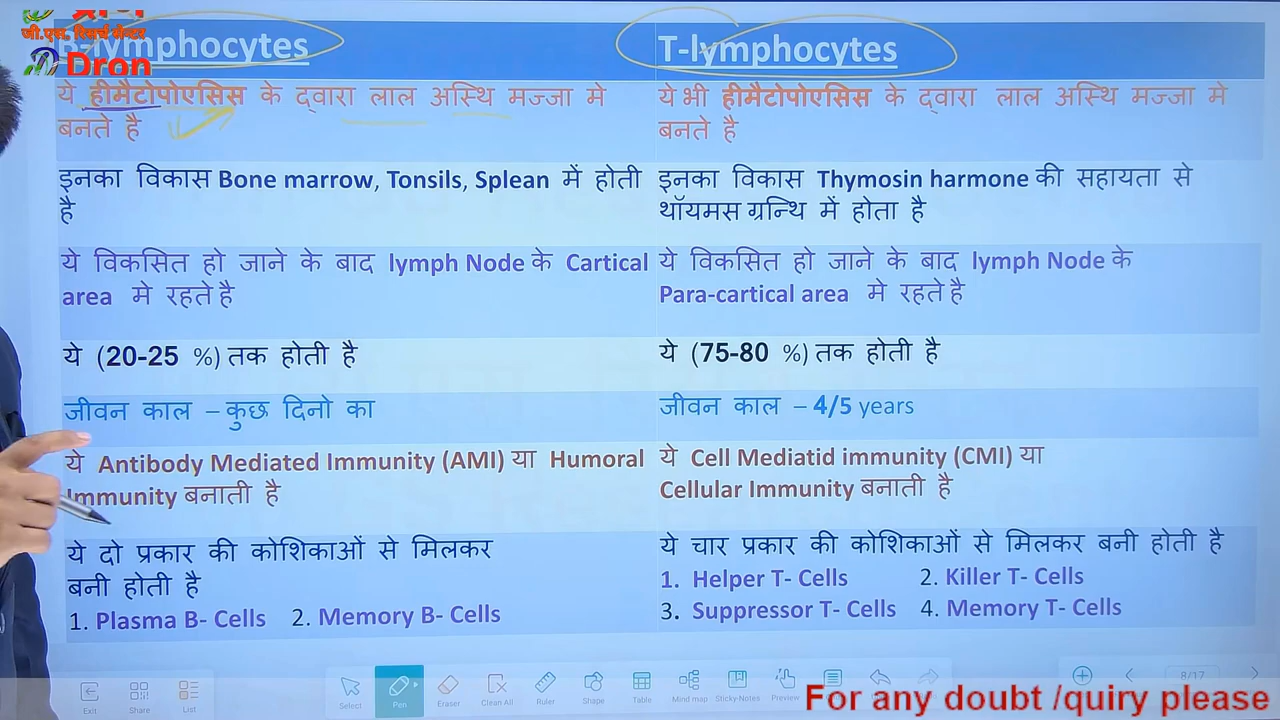 जी.एस. रिसर्च सेन्टर
Dron
B-lymphocytes
T-lymphocytes
ये हीमैटोपोएसिस के द्वारा लाल अस्थि मज्जा मे
बनते है
ये भी हीमैटोपोएसिस के द्वारा लाल अस्थि मज्जा मे
बनते है
इनका विकास Bone marrow, Tonsils, Splean में होती
है
इनका विकास Thymosin harmone की सहायता से
थॉयमस ग्रन्थि में होता है
ये विकसित हो जाने के बाद lymph Node के Cartical
area मे रहते है
ये विकसित हो जाने के बाद lymph Node के
Para-cartical area मे रहते है
ये (20-25 %) तक होती है
ये (75-80 %) तक होती है
जीवन काल – कुछ दिनो का
जीवन काल – 4/5 years
ये Antibody Mediated Immunity (AMI) या Humoral
Immunity बनाती है
ये Cell Mediatid immunity (CMI) या
Cellular Immunity बनाती है
ये दो प्रकार की कोशिकाओं से मिलकर
बनी होती है
1. Plasma B- Cells 2. Memory B- Cells
ये चार प्रकार की कोशिकाओं से मिलकर बनी होती है
1. Helper T- Cells 2. Killer T- Cells
3. Suppressor T- Cells 4. Memory T- Cells
Exit Share List Select Pen Eraser Clean All Ruler Shape Table Mind map Sticky-Notes Preview 8/17
For any doubt /quiry please